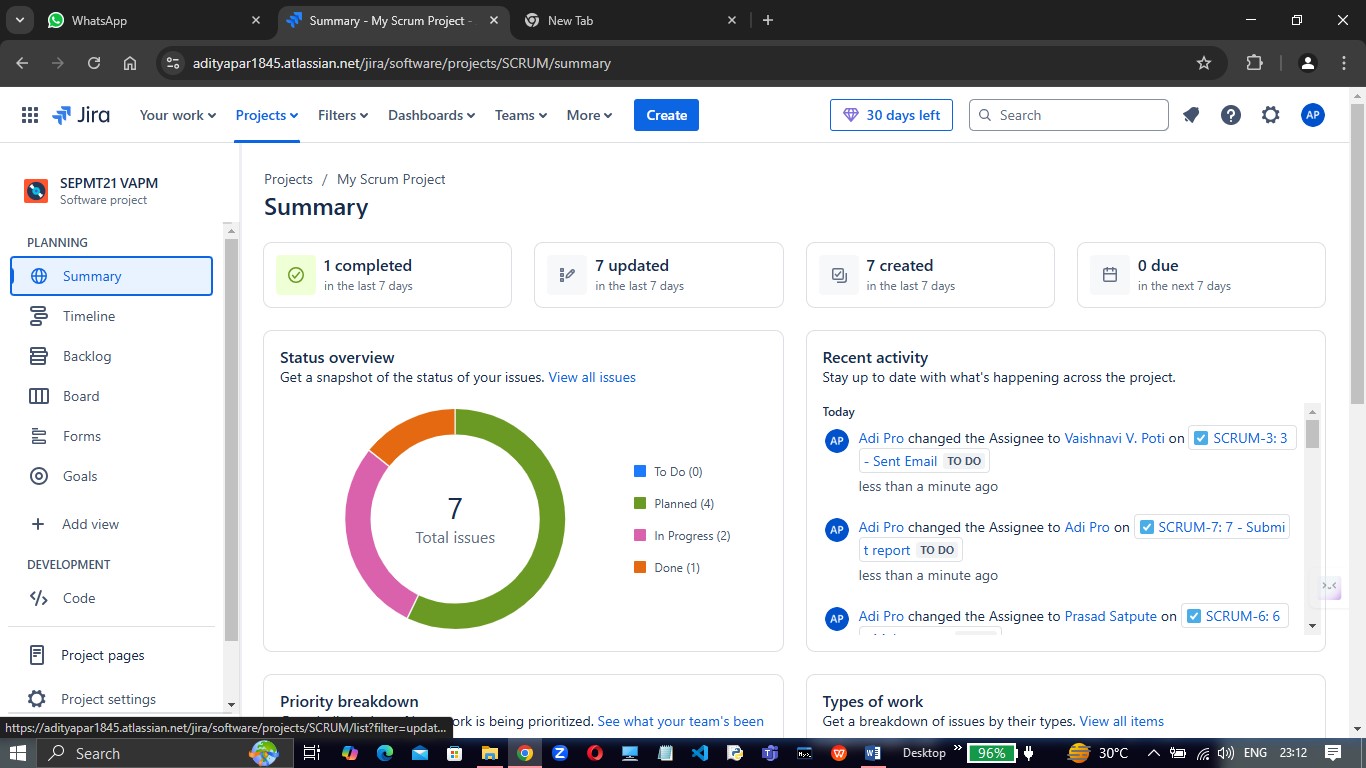 WhatsApp
Summary - My Scrum Project -
New Tab
adityapar1845.atlassian.net/jira/software/projects/SCRUM/summary
Jira
Your work
Projects
Filters
Dashboards
Teams
More
Create
30 days left
Search
AP
SEPMT21 VAPM
Software project
PLANNING
Summary
Timeline
Backlog
Board
Forms
Goals
Add view
DEVELOPMENT
Code
Project pages
Project settings
Projects / My Scrum Project
Summary
1 completed
in the last 7 days
7 updated
in the last 7 days
7 created
in the last 7 days
0 due
in the next 7 days
Status overview
Get a snapshot of the status of your issues. View all issues
7
Total issues
To Do (0)
Planned (4)
In Progress (2)
Done (1)
Recent activity
Stay up to date with what's happening across the project.
Today
AP
Adi Pro changed the Assignee to Vaishnavi V. Poti on SCRUM-3: 3
- Sent Email TO DO
less than a minute ago
AP
Adi Pro changed the Assignee to Adi Pro on SCRUM-7: 7 - Submi
t report TO DO
less than a minute ago
AP
Adi Pro changed the Assignee to Prasad Satpute on SCRUM-6: 6
Priority breakdown
work is being prioritized. See what your team's been
Types of work
Get a breakdown of issues by their types. View all items
https://adityapar1845.atlassian.net/jira/software/projects/SCRUM/list?filter=updat...
Search
Desktop
96%
30°C
ENG
23:12